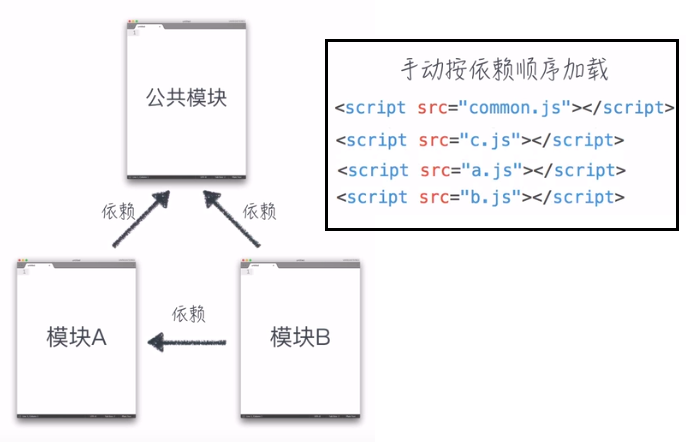 公共模块
手动按依赖顺序加载
<script src="common.js"></script>
<script src="c.js"></script>
<script src="a.js"></script>
<script src="b.js"></script>
依赖
依赖
模块A
依赖
模块B